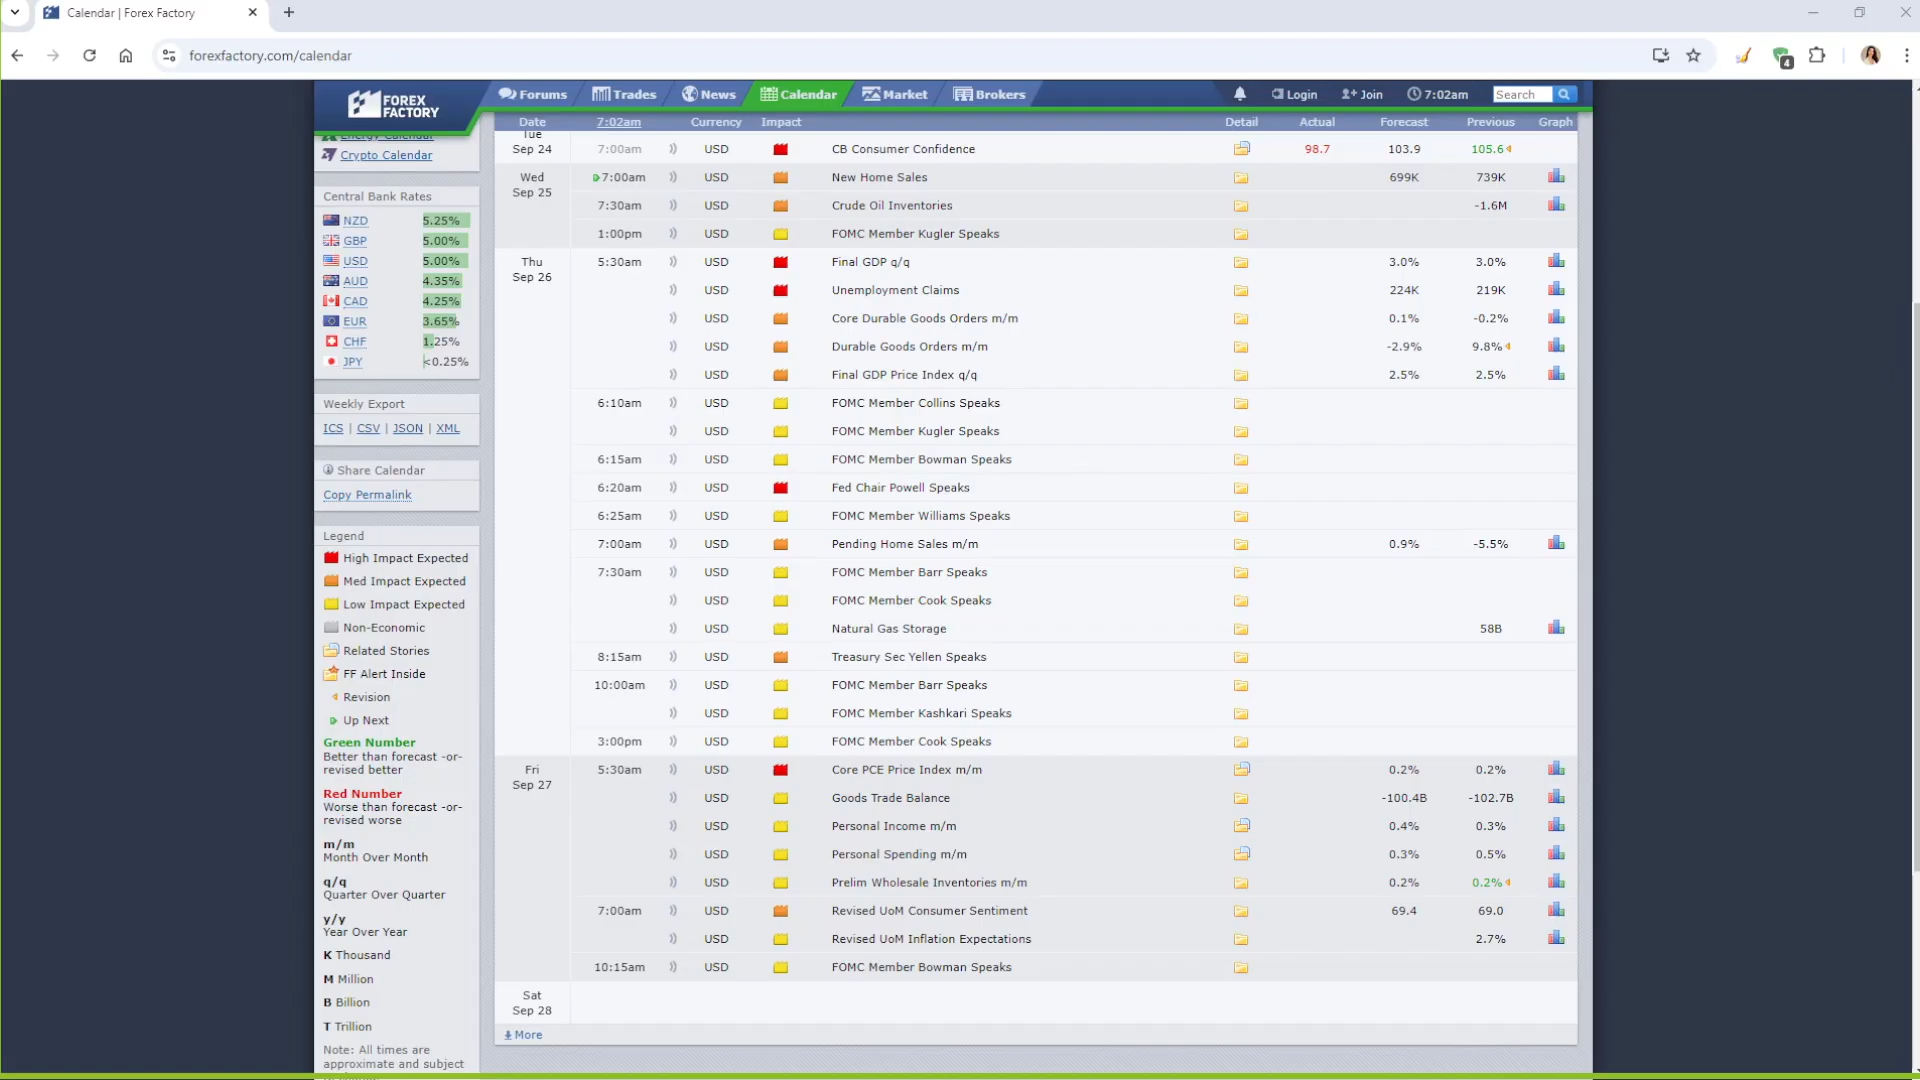 Calendar | Forex Factory
forexfactory.com/calendar
4
FOREX FACTORY
Forums Trades News Calendar Market Brokers Login Join 7:02am Search
Date 7:02am Currency Impact Detail Actual Forecast Previous Graph
Energy Calendar
Crypto Calendar
Central Bank Rates
NZD 5.25%
GBP 5.00%
USD 5.00%
AUD 4.35%
CAD 4.25%
EUR 3.65%
CHF 1.25%
JPY <0.25%
Weekly Export
ICS | CSV | JSON | XML
Share Calendar
Copy Permalink
Legend
High Impact Expected
Med Impact Expected
Low Impact Expected
Non-Economic
Related Stories
FF Alert Inside
Revision
Up Next
Green Number
Better than forecast -or-
revised better
Red Number
Worse than forecast -or-
revised worse
m/m
Month Over Month
q/q
Quarter Over Quarter
y/y
Year Over Year
K Thousand
M Million
B Billion
T Trillion
Note: All times are
approximate and subject
Tue
Sep 24 7:00am USD CB Consumer Confidence 98.7 103.9 105.6
Wed 7:00am USD New Home Sales 699K 739K
Sep 25
7:30am USD Crude Oil Inventories -1.6M
1:00pm USD FOMC Member Kugler Speaks
Thu 5:30am USD Final GDP q/q 3.0% 3.0%
Sep 26
USD Unemployment Claims 224K 219K
USD Core Durable Goods Orders m/m 0.1% -0.2%
USD Durable Goods Orders m/m -2.9% 9.8%
USD Final GDP Price Index q/q 2.5% 2.5%
6:10am USD FOMC Member Collins Speaks
USD FOMC Member Kugler Speaks
6:15am USD FOMC Member Bowman Speaks
6:20am USD Fed Chair Powell Speaks
6:25am USD FOMC Member Williams Speaks
7:00am USD Pending Home Sales m/m 0.9% -5.5%
7:30am USD FOMC Member Barr Speaks
USD FOMC Member Cook Speaks
USD Natural Gas Storage 58B
8:15am USD Treasury Sec Yellen Speaks
10:00am USD FOMC Member Barr Speaks
USD FOMC Member Kashkari Speaks
3:00pm USD FOMC Member Cook Speaks
Fri 5:30am USD Core PCE Price Index m/m 0.2% 0.2%
Sep 27
USD Goods Trade Balance -100.4B -102.7B
USD Personal Income m/m 0.4% 0.3%
USD Personal Spending m/m 0.3% 0.5%
USD Prelim Wholesale Inventories m/m 0.2% 0.2%
7:00am USD Revised UoM Consumer Sentiment 69.4 69.0
USD Revised UoM Inflation Expectations 2.7%
10:15am USD FOMC Member Bowman Speaks
Sat
Sep 28
More